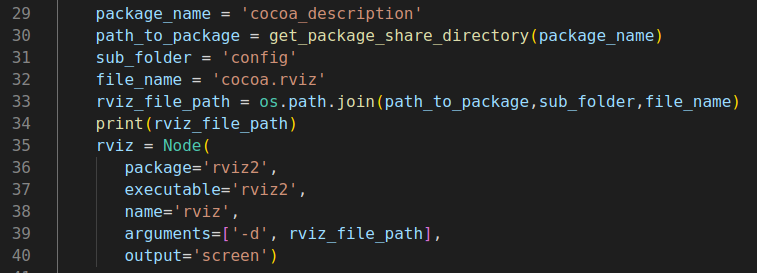 29 package_name = 'cocoa_description'
30 path_to_package = get_package_share_directory(package_name)
31 sub_folder = 'config'
32 file_name = 'cocoa.rviz'
33 rviz_file_path = os.path.join(path_to_package,sub_folder,file_name)
34 print(rviz_file_path)
35 rviz = Node(
36 package='rviz2',
37 executable='rviz2',
38 name='rviz',
39 arguments=['-d', rviz_file_path],
40 output='screen')